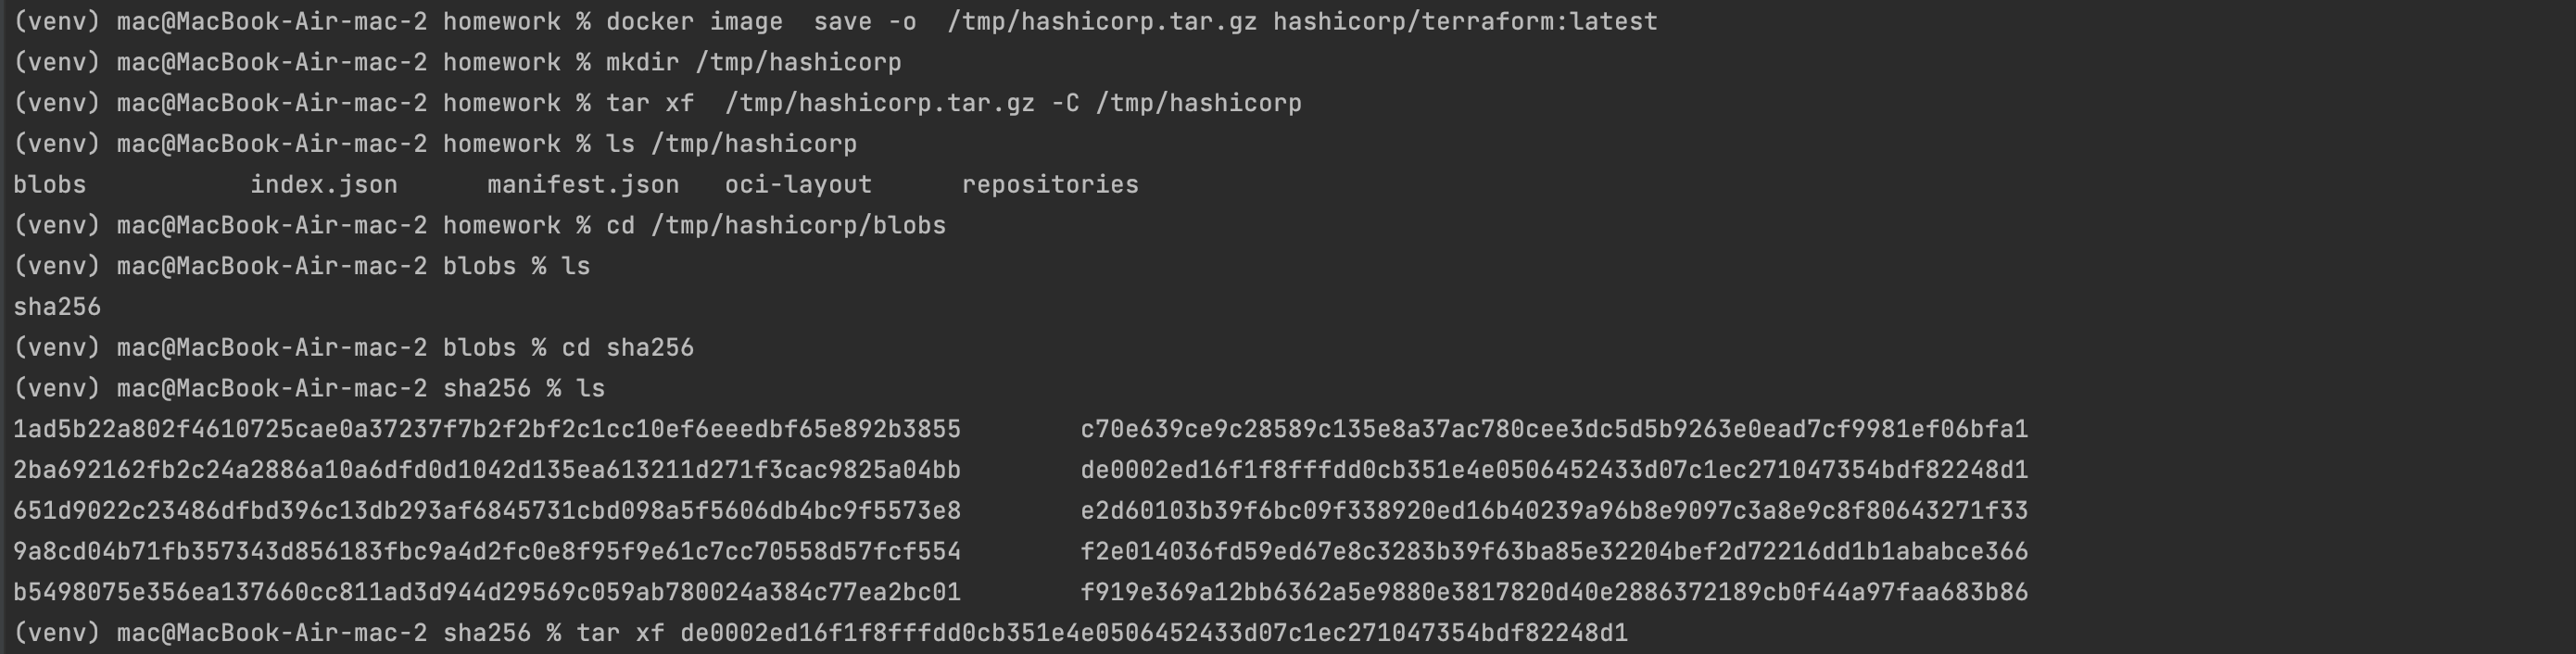 (venv) mac@MacBook-Air-mac-2 homework % docker image  save -o  /tmp/hashicorp.tar.gz hashicorp/terraform:latest
(venv) mac@MacBook-Air-mac-2 homework % mkdir /tmp/hashicorp
(venv) mac@MacBook-Air-mac-2 homework % tar xf  /tmp/hashicorp.tar.gz -C /tmp/hashicorp
(venv) mac@MacBook-Air-mac-2 homework % ls /tmp/hashicorp
blobs           index.json      manifest.json   oci-layout      repositories
(venv) mac@MacBook-Air-mac-2 homework % cd /tmp/hashicorp/blobs
(venv) mac@MacBook-Air-mac-2 blobs % ls
sha256
(venv) mac@MacBook-Air-mac-2 blobs % cd sha256
(venv) mac@MacBook-Air-mac-2 sha256 % ls
1ad5b22a802f4610725cae0a37237f7b2f2bf2c1cc10ef6eeedbf65e892b3855        c70e639ce9c28589c135e8a37ac780cee3dc5d5b9263e0ead7cf9981ef06bfa1
2ba692162fb2c24a2886a10a6dfd0d1042d135ea613211d271f3cac9825a04bb        de0002ed16f1f8fffdd0cb351e4e0506452433d07c1ec271047354bdf82248d1
651d9022c23486dfbd396c13db293af6845731cbd098a5f5606db4bc9f5573e8        e2d60103b39f6bc09f338920ed16b40239a96b8e9097c3a8e9c8f80643271f33
9a8cd04b71fb357343d856183fbc9a4d2fc0e8f95f9e61c7cc70558d57fcf554        f2e014036fd59ed67e8c3283b39f63ba85e32204bef2d72216dd1b1ababce366
b5498075e356ea137660cc811ad3d944d29569c059ab780024a384c77ea2bc01        f919e369a12bb6362a5e9880e3817820d40e2886372189cb0f44a97faa683b86
(venv) mac@MacBook-Air-mac-2 sha256 % tar xf de0002ed16f1f8fffdd0cb351e4e0506452433d07c1ec271047354bdf82248d1